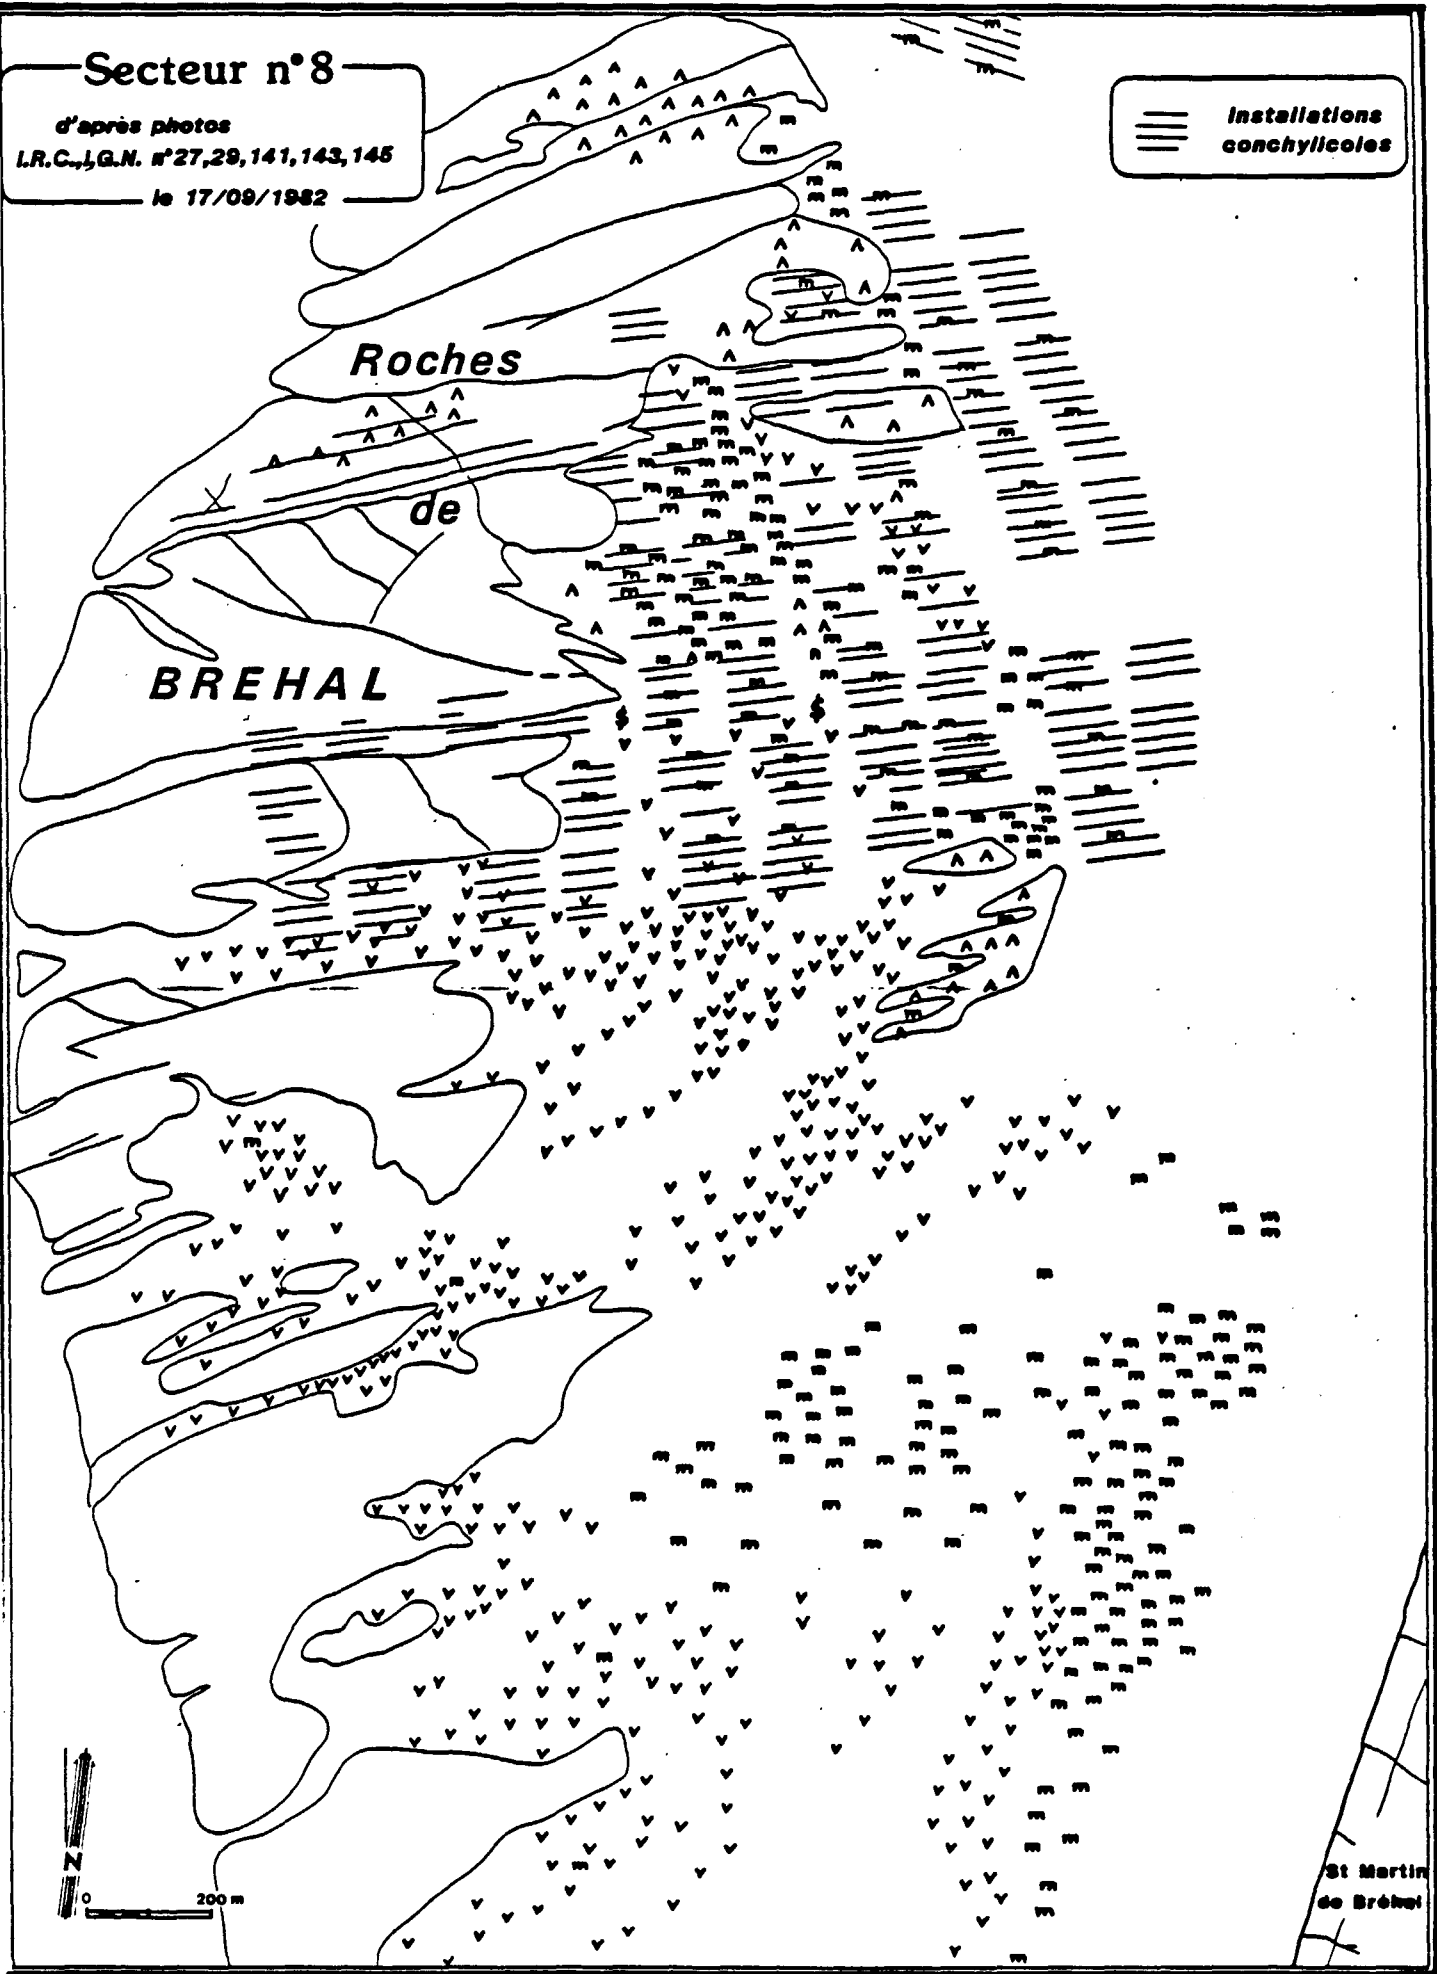 Secteur n°8
d'après photos
I.R.C.,I.G.N. n°27,29,141,143,145
le 17/09/1982
Installations
conchylicoles
Roches
de
BREHAL
N
0 200 m
St Martin
de Bréhal